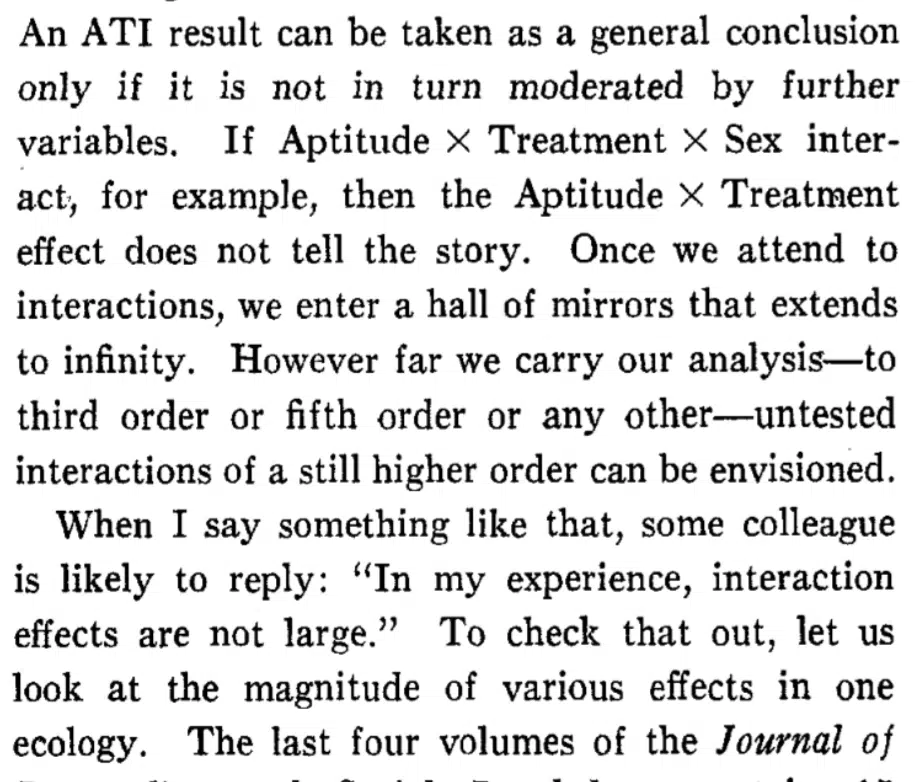 An ATI result can be taken as a general conclusion
only if it is not in turn moderated by further
variables. If Aptitude × Treatment × Sex inter-
act, for example, then the Aptitude × Treatment
effect does not tell the story. Once we attend to
interactions, we enter a hall of mirrors that extends
to infinity. However far we carry our analysis—to
third order or fifth order or any other—untested
interactions of a still higher order can be envisioned.
When I say something like that, some colleague
is likely to reply: “In my experience, interaction
effects are not large.” To check that out, let us
look at the magnitude of various effects in one
ecology. The last four volumes of the Journal of